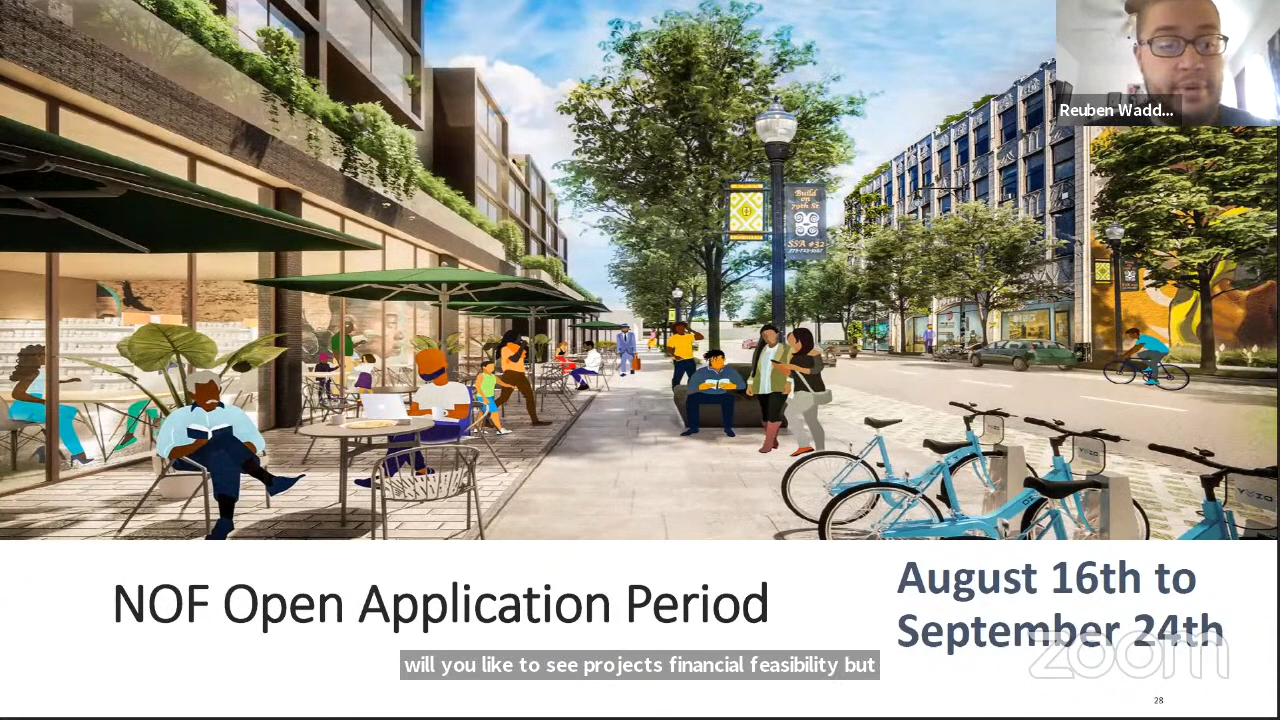 Reuben Wadd...
Build
on
79th St
SSA #32
NOF Open Application Period
August 16th to
September 24th
will you like to see projects financial feasibility but
zoom
28